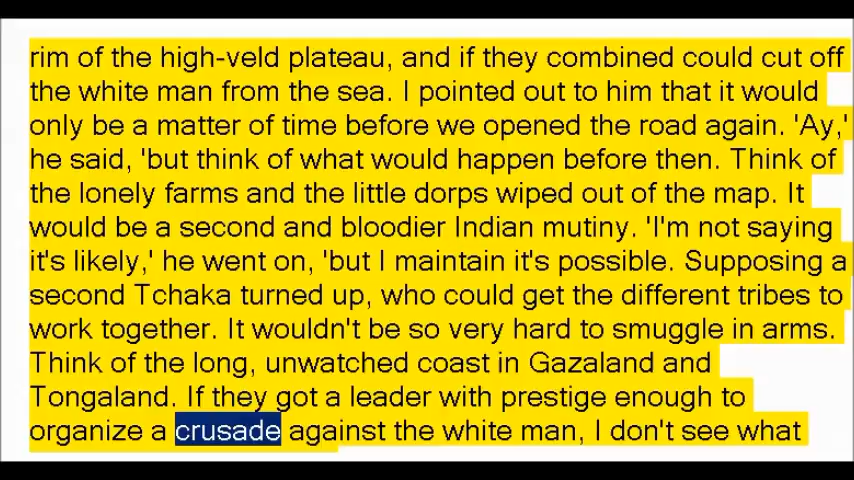 rim of the high-veld plateau, and if they combined could cut off
the white man from the sea. I pointed out to him that it would
only be a matter of time before we opened the road again. 'Ay,'
he said, 'but think of what would happen before then. Think of
the lonely farms and the little dorps wiped out of the map. It
would be a second and bloodier Indian mutiny. 'I'm not saying
it's likely,' he went on, 'but I maintain it's possible. Supposing a
second Tchaka turned up, who could get the different tribes to
work together. It wouldn't be so very hard to smuggle in arms.
Think of the long, unwatched coast in Gazaland and
Tongaland. If they got a leader with prestige enough to
organize a crusade against the white man, I don't see what